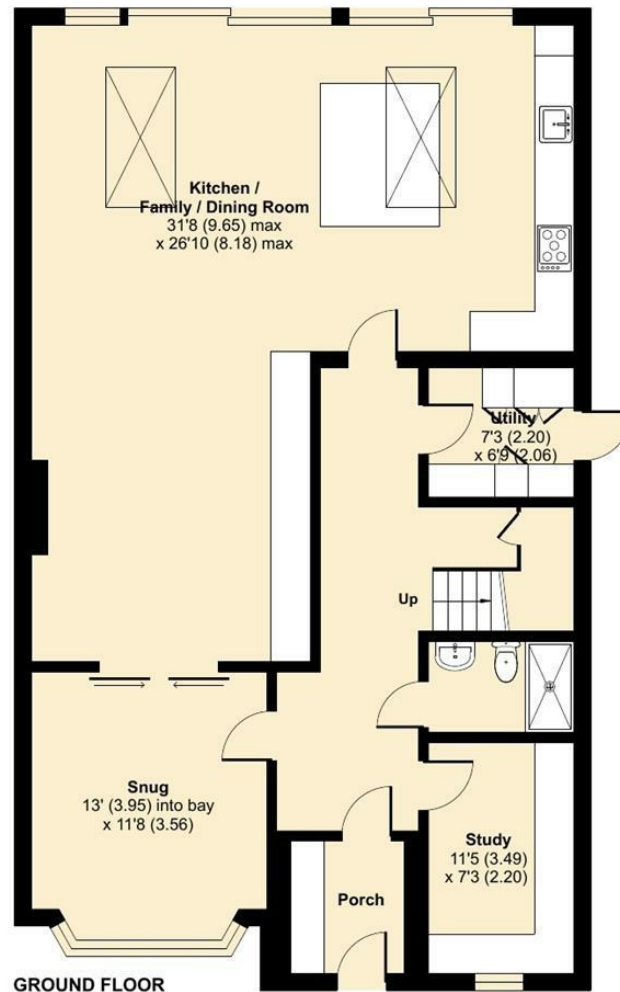 Kitchen /
Family / Dining Room
31'8 (9.65) max
x 26'10 (8.18) max
Utility
7'3 (2.20)
x 6'9 (2.06)
Up
Snug
13' (3.95) into bay
x 11'8 (3.56)
Study
11'5 (3.49)
x 7'3 (2.20)
Porch
GROUND FLOOR